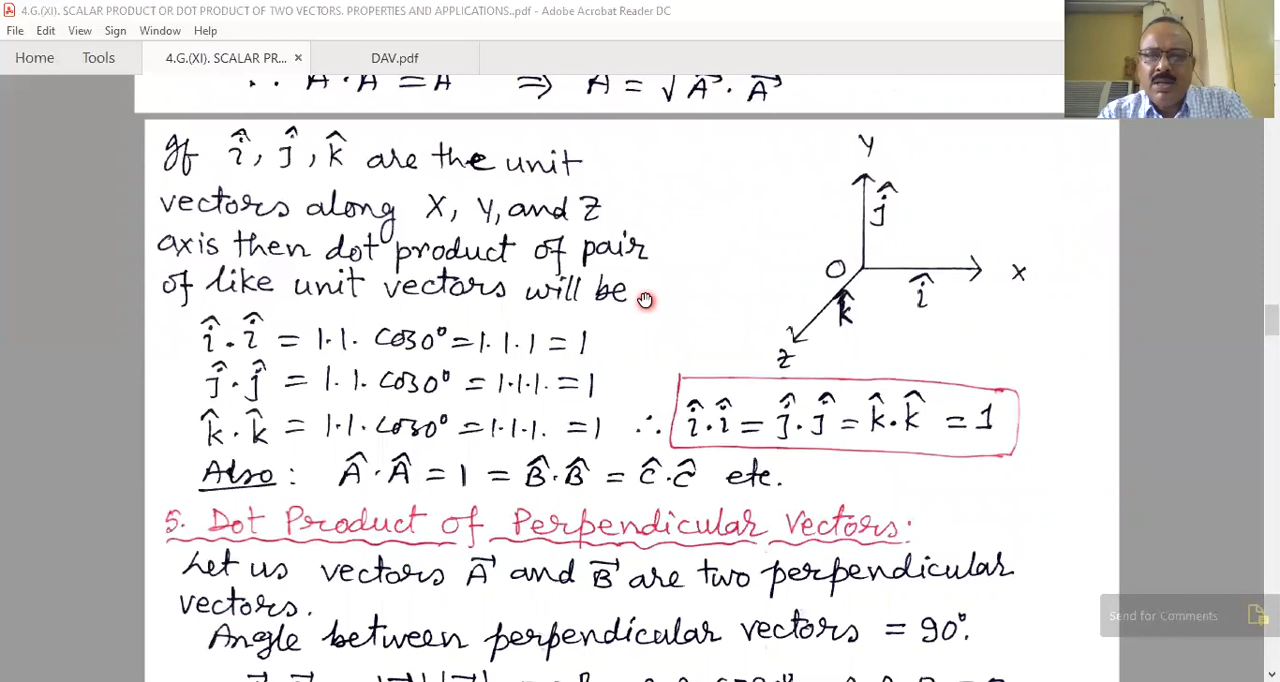 4.G.(XI). SCALAR PRODUCT OR DOT PRODUCT OF TWO VECTORS. PROPERTIES AND APPLICATIONS..pdf - Adobe Acrobat Reader DC
File Edit View Sign Window Help
Home Tools 4.G.(XI). SCALAR PR... × DAV.pdf
∴ A⃗ · A⃗ = A ⇒ A = √A⃗ · A⃗
If î, ĵ, k̂ are the unit
vectors along X, Y, and Z
axis then dot product of pair
of like unit vectors will be
î . î = 1·1· cos0° = 1·1·1 = 1
ĵ · ĵ = 1·1· cos0° = 1·1·1· = 1
k̂ · k̂ = 1·1· cos0° = 1·1·1· = 1
∴ î·î = ĵ·ĵ = k̂·k̂ = 1
Also : Â·Â = 1 = B̂·B̂ = ĉ·ĉ etc.
Y
ĵ
O
X
î
k̂
Z
5. Dot Product of Perpendicular Vectors:
Let us vectors A⃗ and B⃗ are two perpendicular
vectors.
Angle between perpendicular vectors = 90°.
Send for Comments